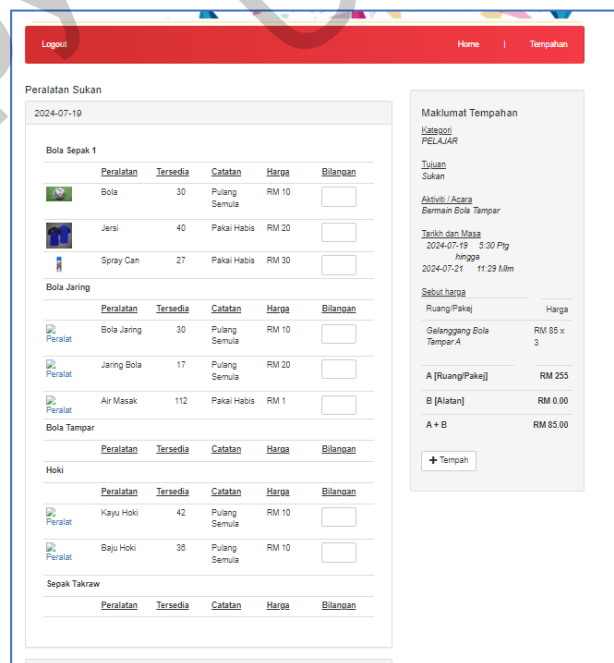 Logout Home | Tempahan
Peralatan Sukan
2024-07-19
Bola Sepak 1
Peralatan Tersedia Catatan Harga Bilangan
Bola 30 Pulang RM 10
Semula
Jersi 40 Pakai Habis RM 20
Spray Can 27 Pakai Habis RM 30
Bola Jaring
Peralatan Tersedia Catatan Harga Bilangan
Peralat Bola Jaring 30 Pulang RM 10
Semula
Peralat Jaring Bola 17 Pulang RM 20
Semula
Peralat Air Masak 112 Pakai Habis RM 1
Bola Tampar
Peralatan Tersedia Catatan Harga Bilangan
Hoki
Peralatan Tersedia Catatan Harga Bilangan
Peralat Kayu Hoki 42 Pulang RM 10
Semula
Peralat Baju Hoki 36 Pulang RM 10
Semula
Sepak Takraw
Peralatan Tersedia Catatan Harga Bilangan
Maklumat Tempahan
Kategori
PELAJAR
Tujuan
Sukan
Aktiviti / Acara
Bermain Bola Tampar
Tarikh dan Masa
2024-07-19 5:30 Ptg
hingga
2024-07-21 11:29 Mlm
Sebut harga
Ruang/Pakej Harga
Gelanggang Bola RM 85 x
Tampar A 3
A [Ruang/Pakej] RM 255
B [Alatan] RM 0.00
A + B RM 85.00
+ Tempah